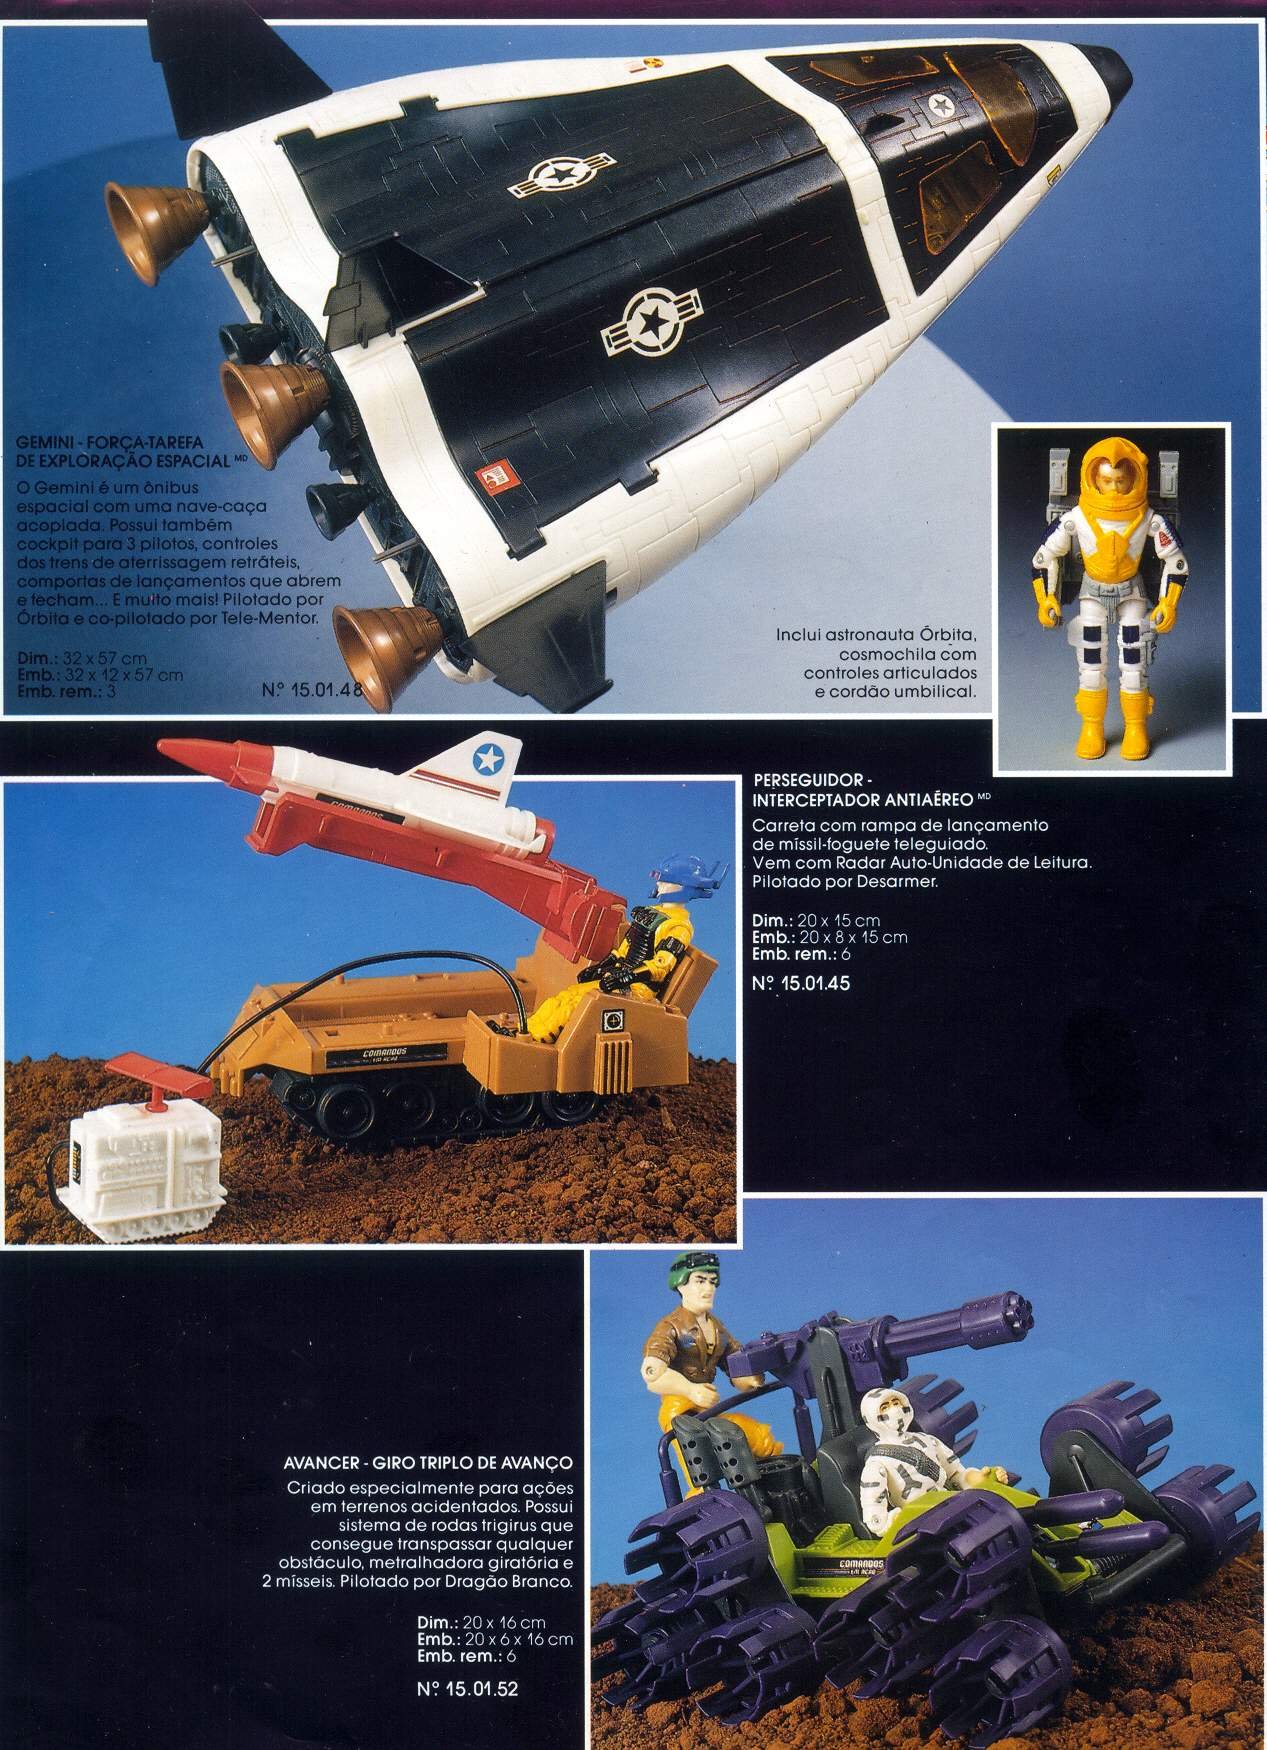 GEMINI - FORÇA-TAREFA
DE EXPLORAÇÃO ESPACIAL MD
O Gemini é um ônibus
espacial com uma nave-caça
acoplada. Possui também
cockpit para 3 pilotos, controles
dos trens de aterrissagem retráteis,
comportas de lançamentos que abrem
e fecham... E muito mais! Pilotado por
Órbita e co-pilotado por Tele-Mentor.
Dim.: 32 x 57 cm
Emb.: 32 x 12 x 57 cm
Emb. rem.: 3
Nº 15.01.48
Inclui astronauta Órbita,
cosmochila com
controles articulados
e cordão umbilical.
PERSEGUIDOR -
INTERCEPTADOR ANTIAÉREO MD
Carreta com rampa de lançamento
de míssil-foguete teleguiado.
Vem com Radar Auto-Unidade de Leitura.
Pilotado por Desarmer.
Dim.: 20 x 15 cm
Emb.: 20 x 8 x 15 cm
Emb. rem.: 6
Nº 15.01.45
COMANDOS
COMANDOS
EM AÇÃO
AVANCER - GIRO TRIPLO DE AVANÇO
Criado especialmente para ações
em terrenos acidentados. Possui
sistema de rodas trigirus que
consegue transpassar qualquer
obstáculo, metralhadora giratória e
2 mísseis. Pilotado por Dragão Branco.
Dim.: 20 x 16 cm
Emb.: 20 x 6 x 16 cm
Emb. rem.: 6
Nº 15.01.52
COMANDOS
EM AÇÃO